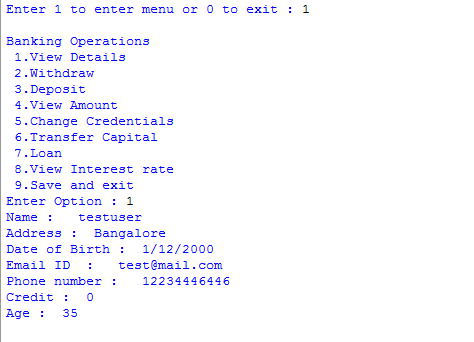 Enter 1 to enter menu or 0 to exit : 1
Banking Operations
1.View Details
2.Withdraw
3.Deposit
4.View Amount
5.Change Credentials
6.Transfer Capital
7.Loan
8.View Interest rate
9.Save and exit
Enter Option : 1
Name :   testuser
Address :  Bangalore
Date of Birth :  1/12/2000
Email ID  :   test@mail.com
Phone number :   12234446446
Credit :  0
Age :  35